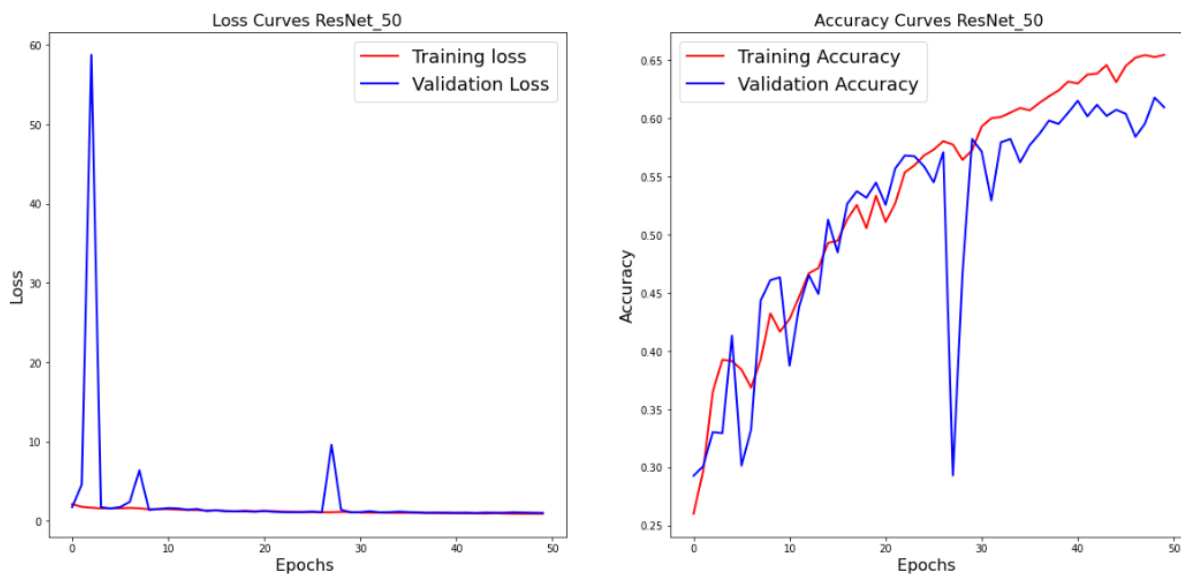 Loss Curves ResNet_50
60
50
40
30
20
10
0
Loss
Training loss
Validation Loss
0
10
20
30
40
50
Epochs
Accuracy Curves ResNet_50
0.65
0.60
0.55
0.50
0.45
0.40
0.35
0.30
0.25
Accuracy
Training Accuracy
Validation Accuracy
0
10
20
30
40
50
Epochs